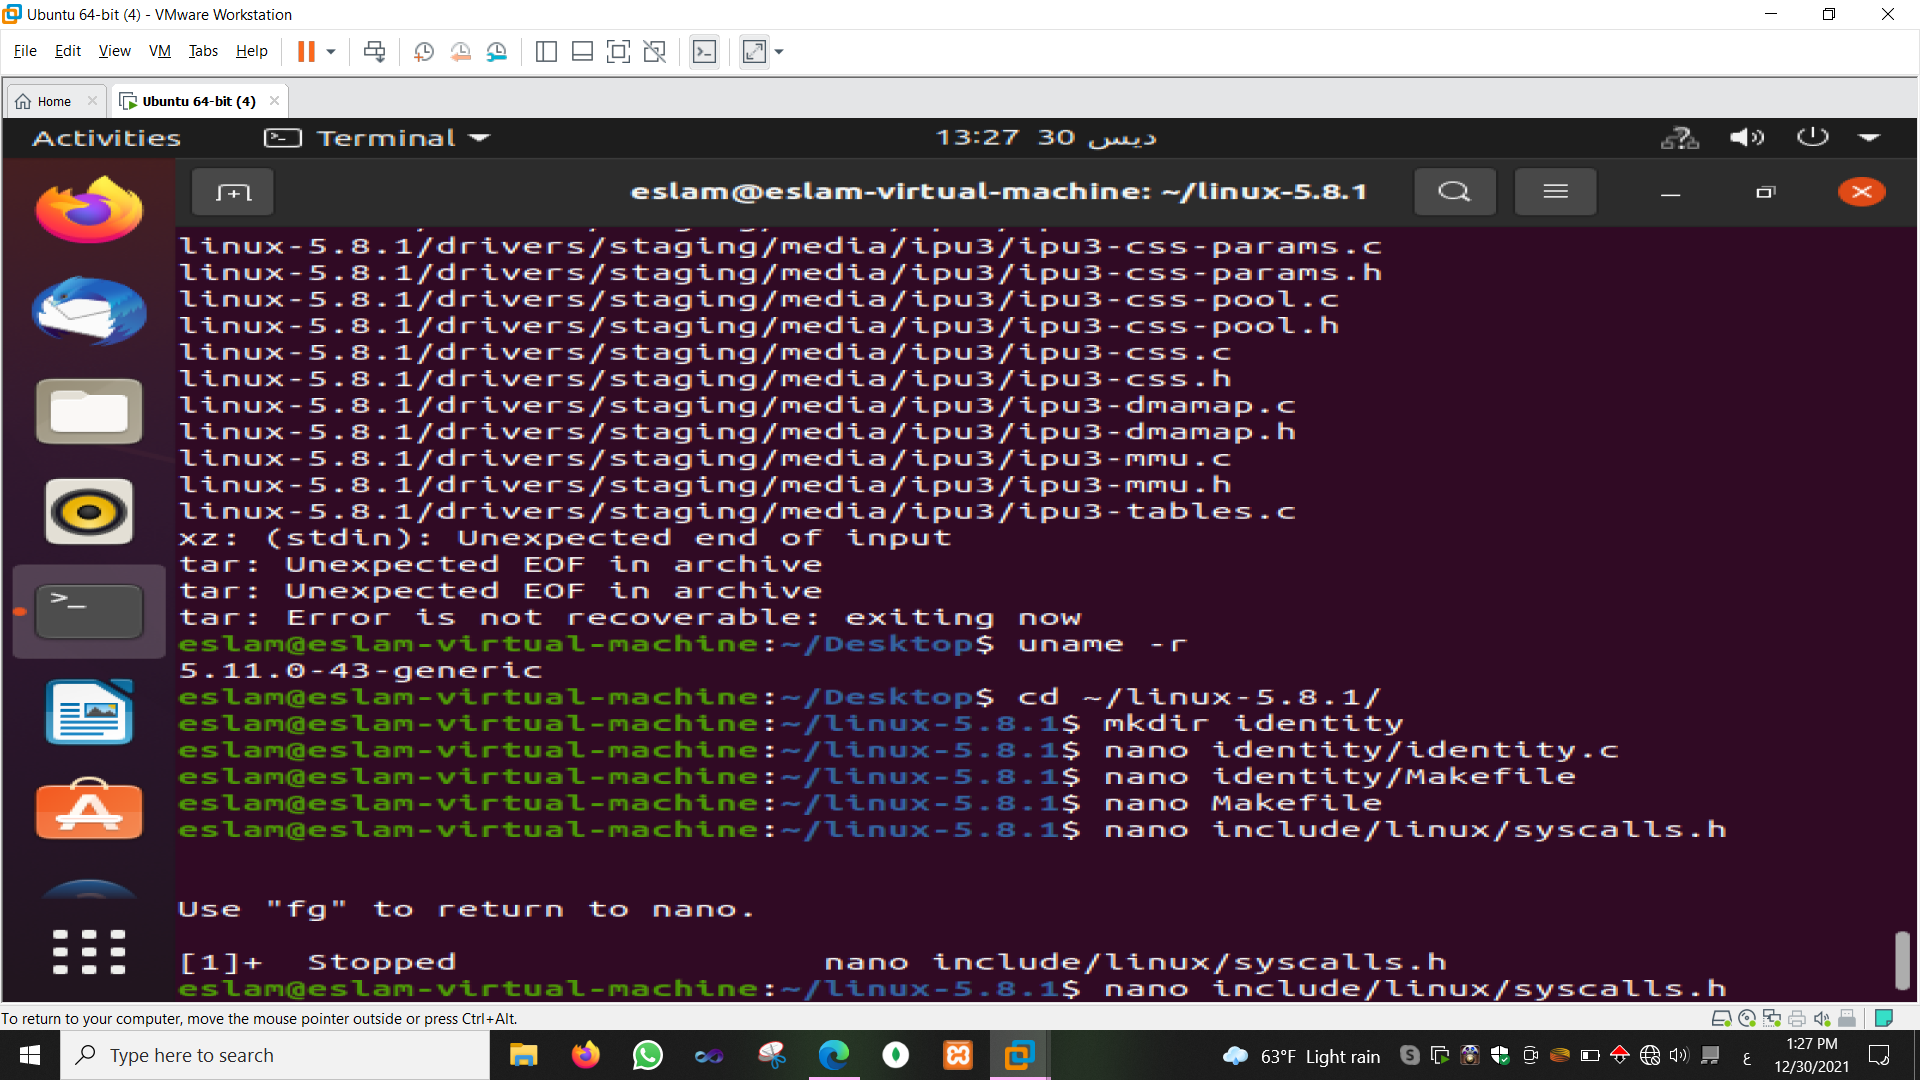 Ubuntu 64-bit (4) - VMware Workstation
File Edit View VM Tabs Help
Home
Ubuntu 64-bit (4)
Activities Terminal 13:27 30 ديس
eslam@eslam-virtual-machine: ~/linux-5.8.1
linux-5.8.1/drivers/staging/media/ipu3/ipu3-css-params.c
linux-5.8.1/drivers/staging/media/ipu3/ipu3-css-params.h
linux-5.8.1/drivers/staging/media/ipu3/ipu3-css-pool.c
linux-5.8.1/drivers/staging/media/ipu3/ipu3-css-pool.h
linux-5.8.1/drivers/staging/media/ipu3/ipu3-css.c
linux-5.8.1/drivers/staging/media/ipu3/ipu3-css.h
linux-5.8.1/drivers/staging/media/ipu3/ipu3-dmamap.c
linux-5.8.1/drivers/staging/media/ipu3/ipu3-dmamap.h
linux-5.8.1/drivers/staging/media/ipu3/ipu3-mmu.c
linux-5.8.1/drivers/staging/media/ipu3/ipu3-mmu.h
linux-5.8.1/drivers/staging/media/ipu3/ipu3-tables.c
xz: (stdin): Unexpected end of input
tar: Unexpected EOF in archive
tar: Unexpected EOF in archive
tar: Error is not recoverable: exiting now
eslam@eslam-virtual-machine:~/Desktop$ uname -r
5.11.0-43-generic
eslam@eslam-virtual-machine:~/Desktop$ cd ~/linux-5.8.1/
eslam@eslam-virtual-machine:~/linux-5.8.1$ mkdir identity
eslam@eslam-virtual-machine:~/linux-5.8.1$ nano identity/identity.c
eslam@eslam-virtual-machine:~/linux-5.8.1$ nano identity/Makefile
eslam@eslam-virtual-machine:~/linux-5.8.1$ nano Makefile
eslam@eslam-virtual-machine:~/linux-5.8.1$ nano include/linux/syscalls.h
Use "fg" to return to nano.
[1]+ Stopped nano include/linux/syscalls.h
eslam@eslam-virtual-machine:~/linux-5.8.1$ nano include/linux/syscalls.h
To return to your computer, move the mouse pointer outside or press Ctrl+Alt.
Type here to search
63°F Light rain
ع
1:27 PM
12/30/2021